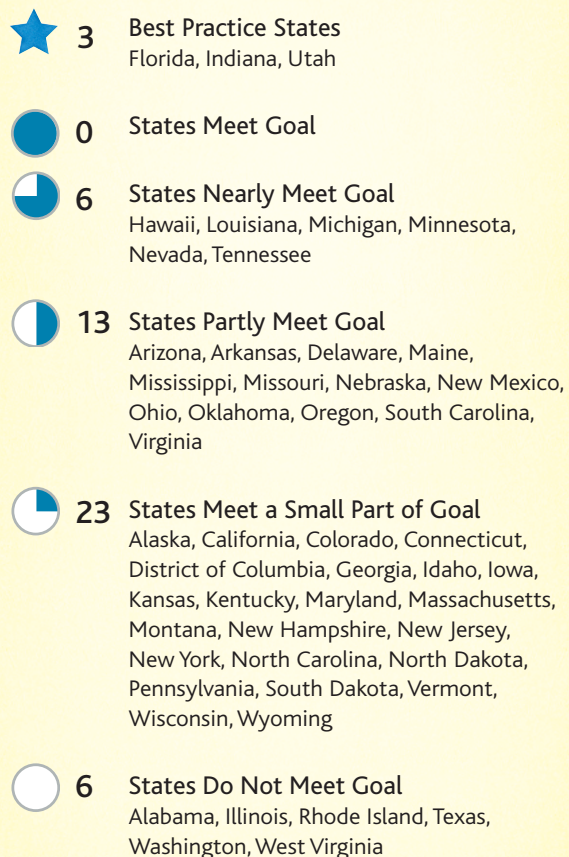 3 Best Practice States
Florida, Indiana, Utah
0 States Meet Goal
6 States Nearly Meet Goal
Hawaii, Louisiana, Michigan, Minnesota,
Nevada, Tennessee
13 States Partly Meet Goal
Arizona, Arkansas, Delaware, Maine,
Mississippi, Missouri, Nebraska, New Mexico,
Ohio, Oklahoma, Oregon, South Carolina,
Virginia
23 States Meet a Small Part of Goal
Alaska, California, Colorado, Connecticut,
District of Columbia, Georgia, Idaho, Iowa,
Kansas, Kentucky, Maryland, Massachusetts,
Montana, New Hampshire, New Jersey,
New York, North Carolina, North Dakota,
Pennsylvania, South Dakota, Vermont,
Wisconsin, Wyoming
6 States Do Not Meet Goal
Alabama, Illinois, Rhode Island, Texas,
Washington, West Virginia